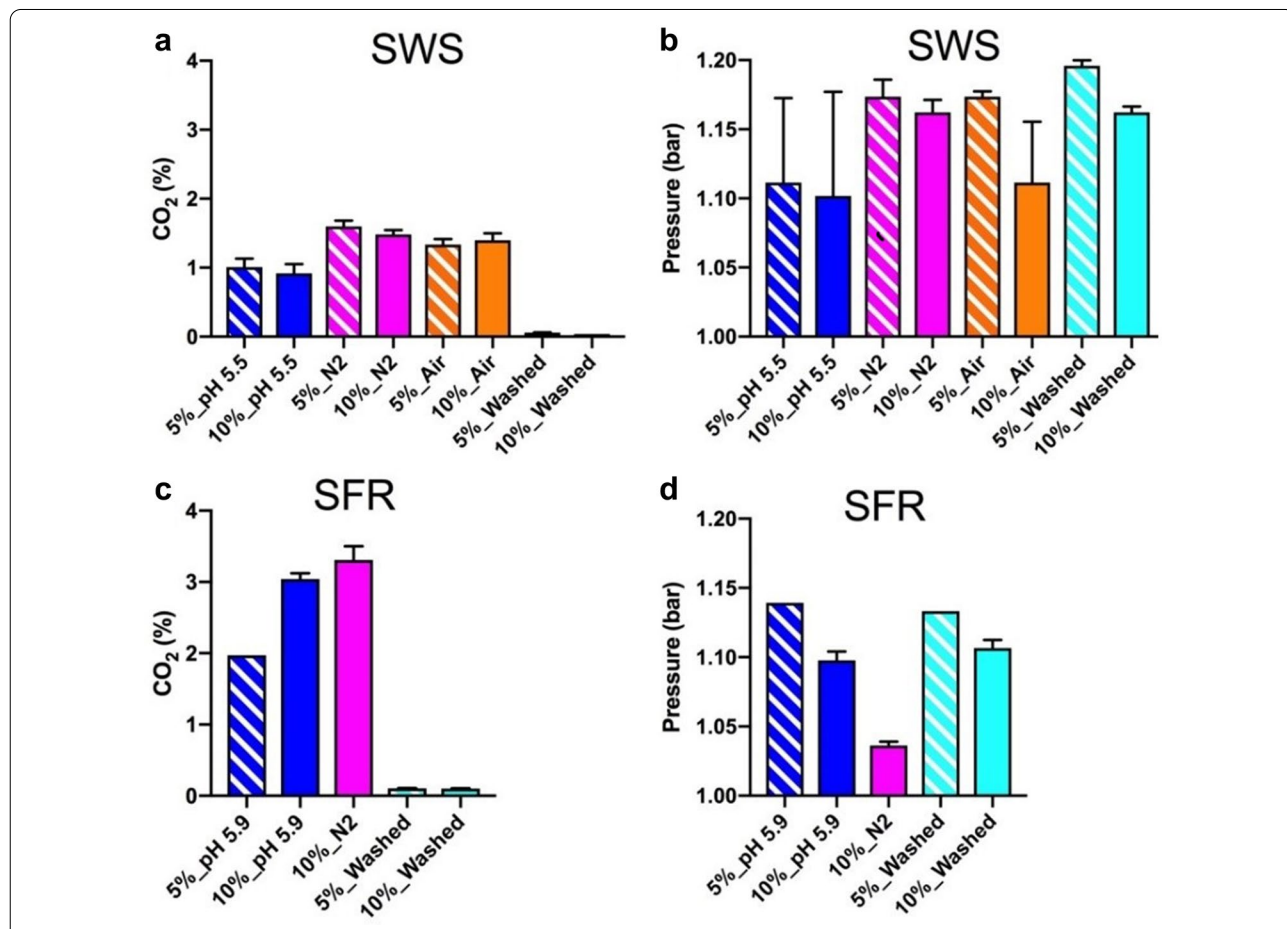 a
SWS
CO2 (%)
4
3
2
1
0
5%_pH 5.5
10%_pH 5.5
5%_N2
10%_N2
5%_Air
10%_Air
5%_Washed
10%_Washed
b
SWS
Pressure (bar)
1.20
1.15
1.10
1.05
1.00
5%_pH 5.5
10%_pH 5.5
5%_N2
10%_N2
5%_Air
10%_Air
5%_Washed
10%_Washed
c
SFR
CO2 (%)
4
3
2
1
0
5%_pH 5.9
10%_pH 5.9
10%_N2
5%_Washed
10%_Washed
d
SFR
Pressure (bar)
1.20
1.15
1.10
1.05
1.00
5%_pH 5.9
10%_pH 5.9
10%_N2
5%_Washed
10%_Washed